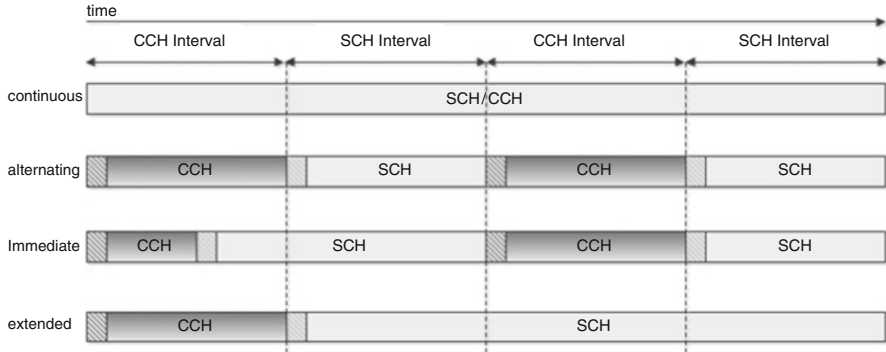 time
CCH Interval SCH Interval CCH Interval SCH Interval
continuous SCH/CCH
alternating CCH SCH CCH SCH
Immediate CCH SCH CCH SCH
extended CCH SCH